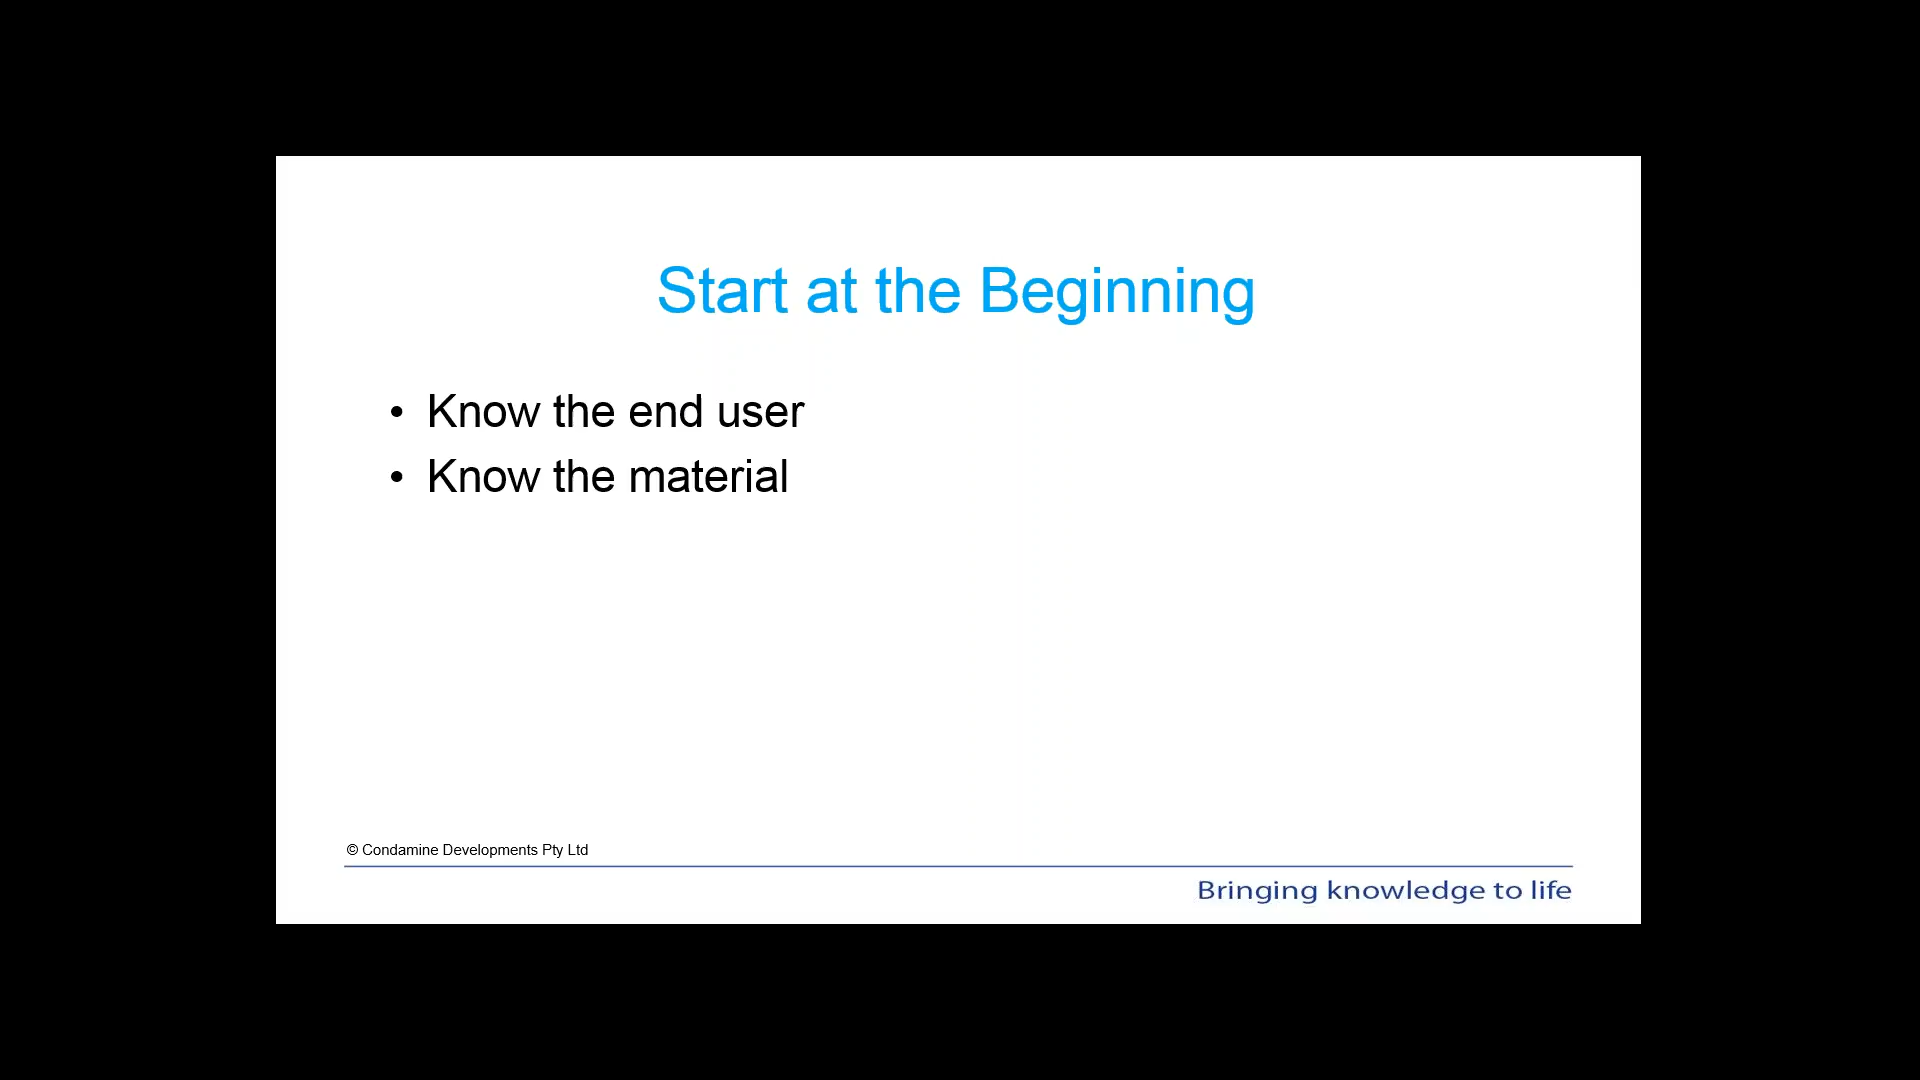 Start at the Beginning
• Know the end user
• Know the material
© Condamine Developments Pty Ltd
Bringing knowledge to life